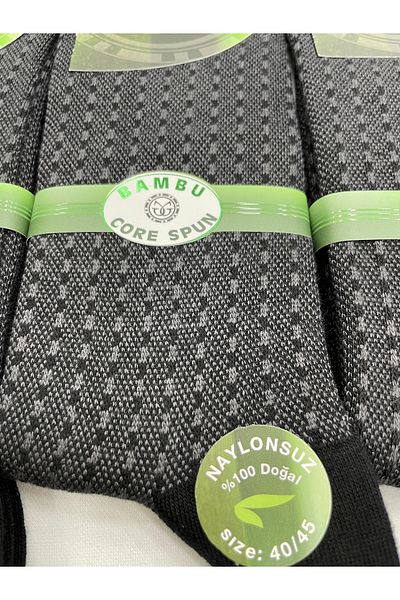 BAMBU
CORE SPUN
NAYLONSUZ
%100 Doğal
size: 40/45